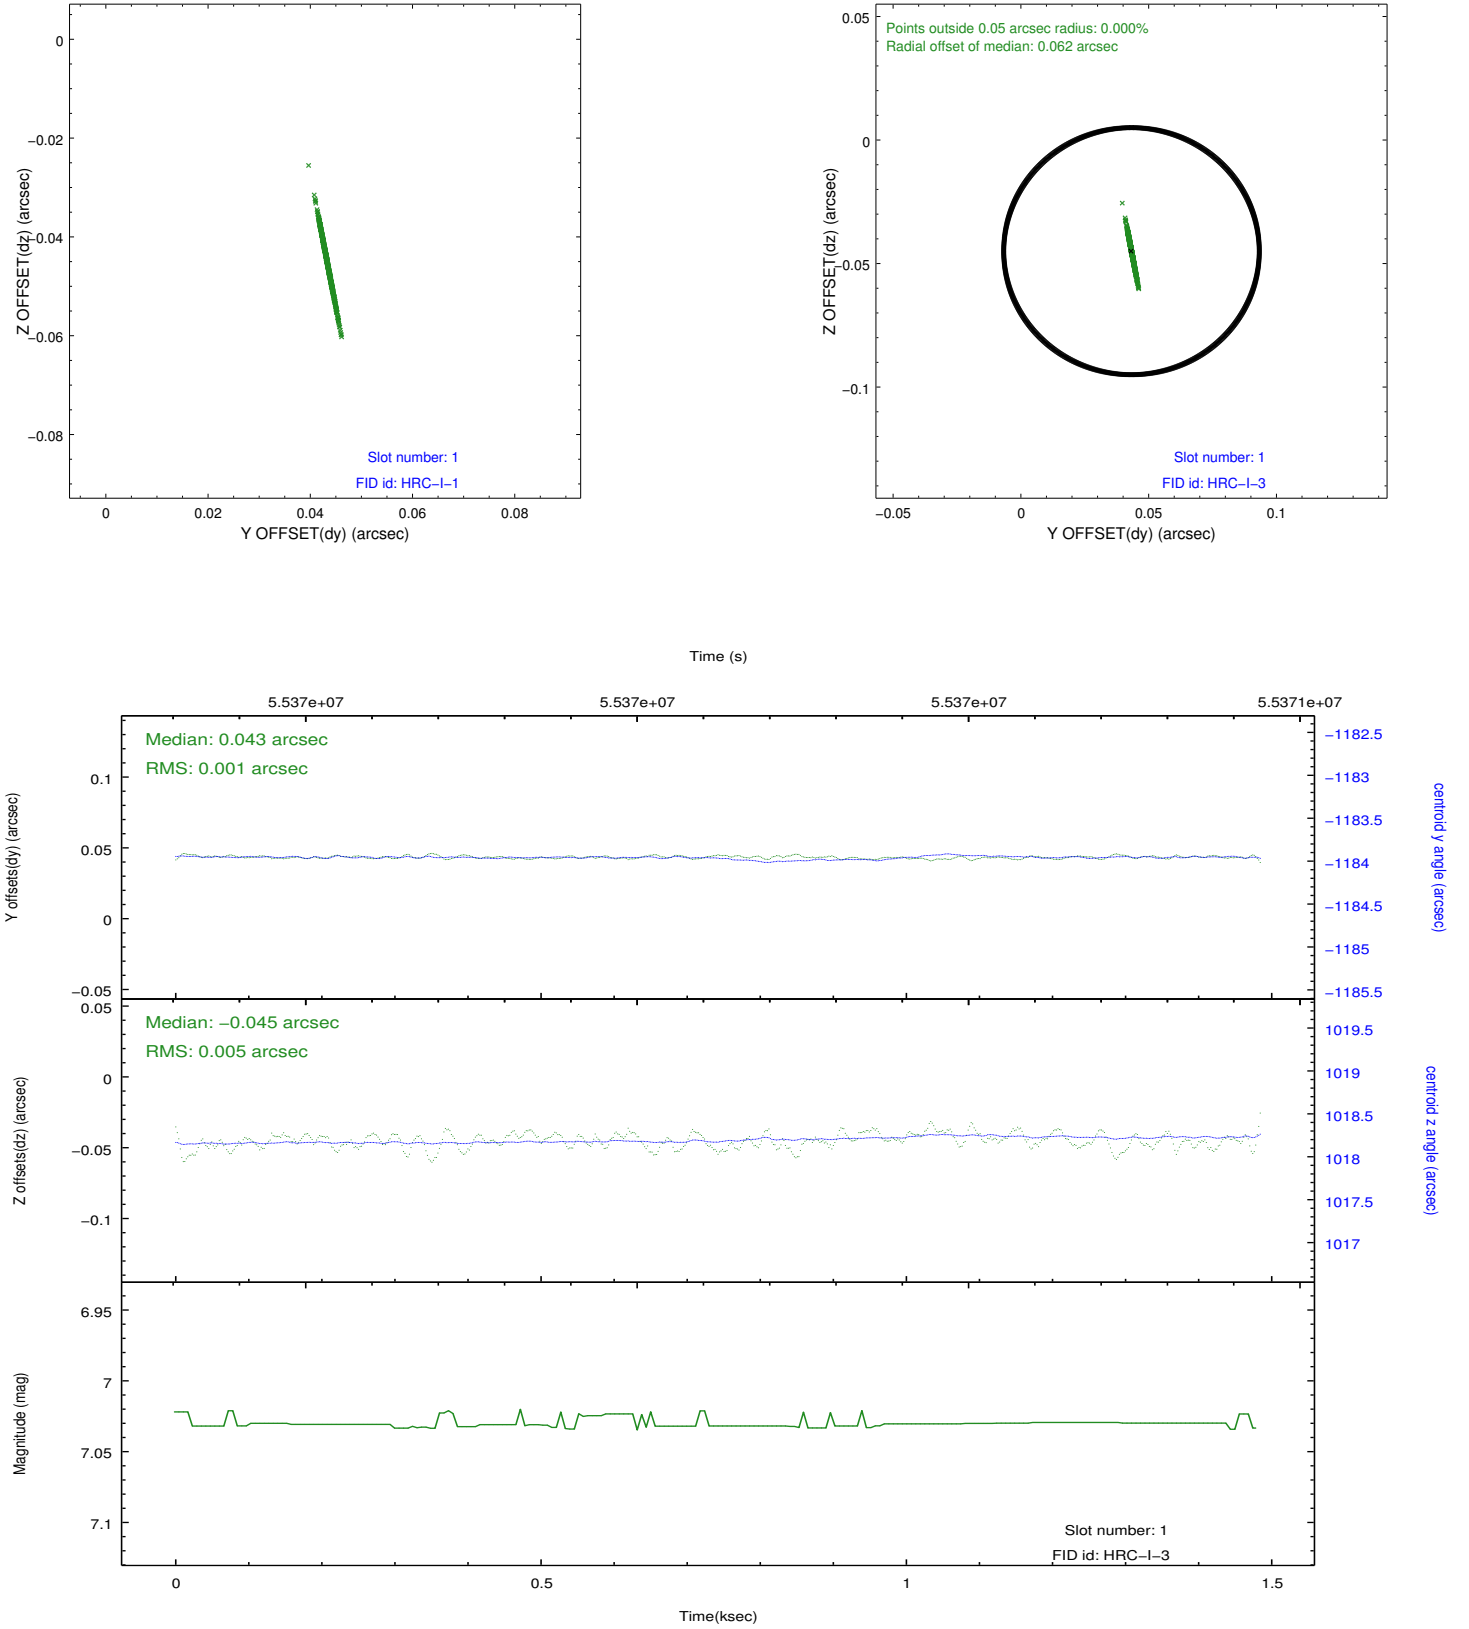 0
−0.02
−0.04
−0.06
−0.08
Z OFFSET(dz) (arcsec)
Slot number: 1
FID id: HRC−I−1
0 0.02 0.04 0.06 0.08
Y OFFSET(dy) (arcsec)
Points outside 0.05 arcsec radius: 0.000%
Radial offset of median: 0.062 arcsec
0.05
0
−0.05
−0.1
Z OFFSET(dz) (arcsec)
Slot number: 1
FID id: HRC−I−3
−0.05 0 0.05 0.1
Y OFFSET(dy) (arcsec)
Time (s)
5.537e+07 5.537e+07 5.537e+07 5.5371e+07
Median: 0.043 arcsec
RMS: 0.001 arcsec
0.1
0.05
0
−0.05
Y offsets(dy) (arcsec)
−1182.5
−1183
−1183.5
−1184
−1184.5
−1185
−1185.5
centroid y angle (arcsec)
Median: −0.045 arcsec
RMS: 0.005 arcsec
0.05
0
−0.05
−0.1
Z offsets(dz) (arcsec)
1019.5
1019
1018.5
1018
1017.5
1017
centroid z angle (arcsec)
6.95
7
7.05
7.1
Magnitude (mag)
Slot number: 1
FID id: HRC−I−3
0 0.5 1 1.5
Time(ksec)